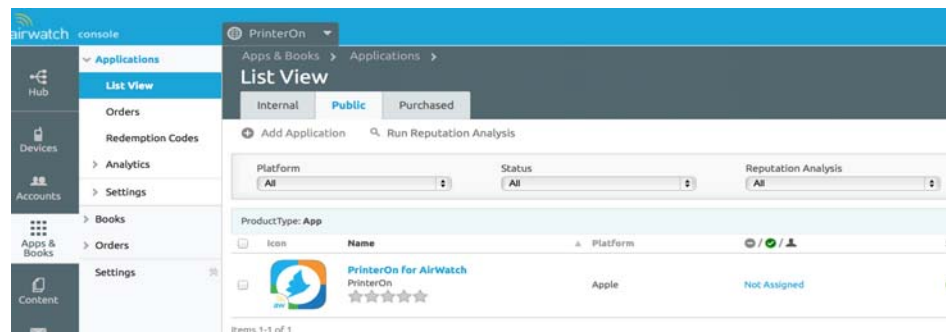 airwatch console
PrinterOn
Applications
List View
Orders
Redemption Codes
Analytics
Settings
Books
Orders
Settings
Hub
Devices
Accounts
Apps & Books
Content
Apps & Books > Applications >
List View
Internal Public Purchased
Add Application Run Reputation Analysis
Platform Status Reputation Analysis
All All All
ProductType: App
Icon Name Platform / /
PrinterOn for AirWatch
PrinterOn
aw
Apple Not Assigned
Items 1-1 of 1